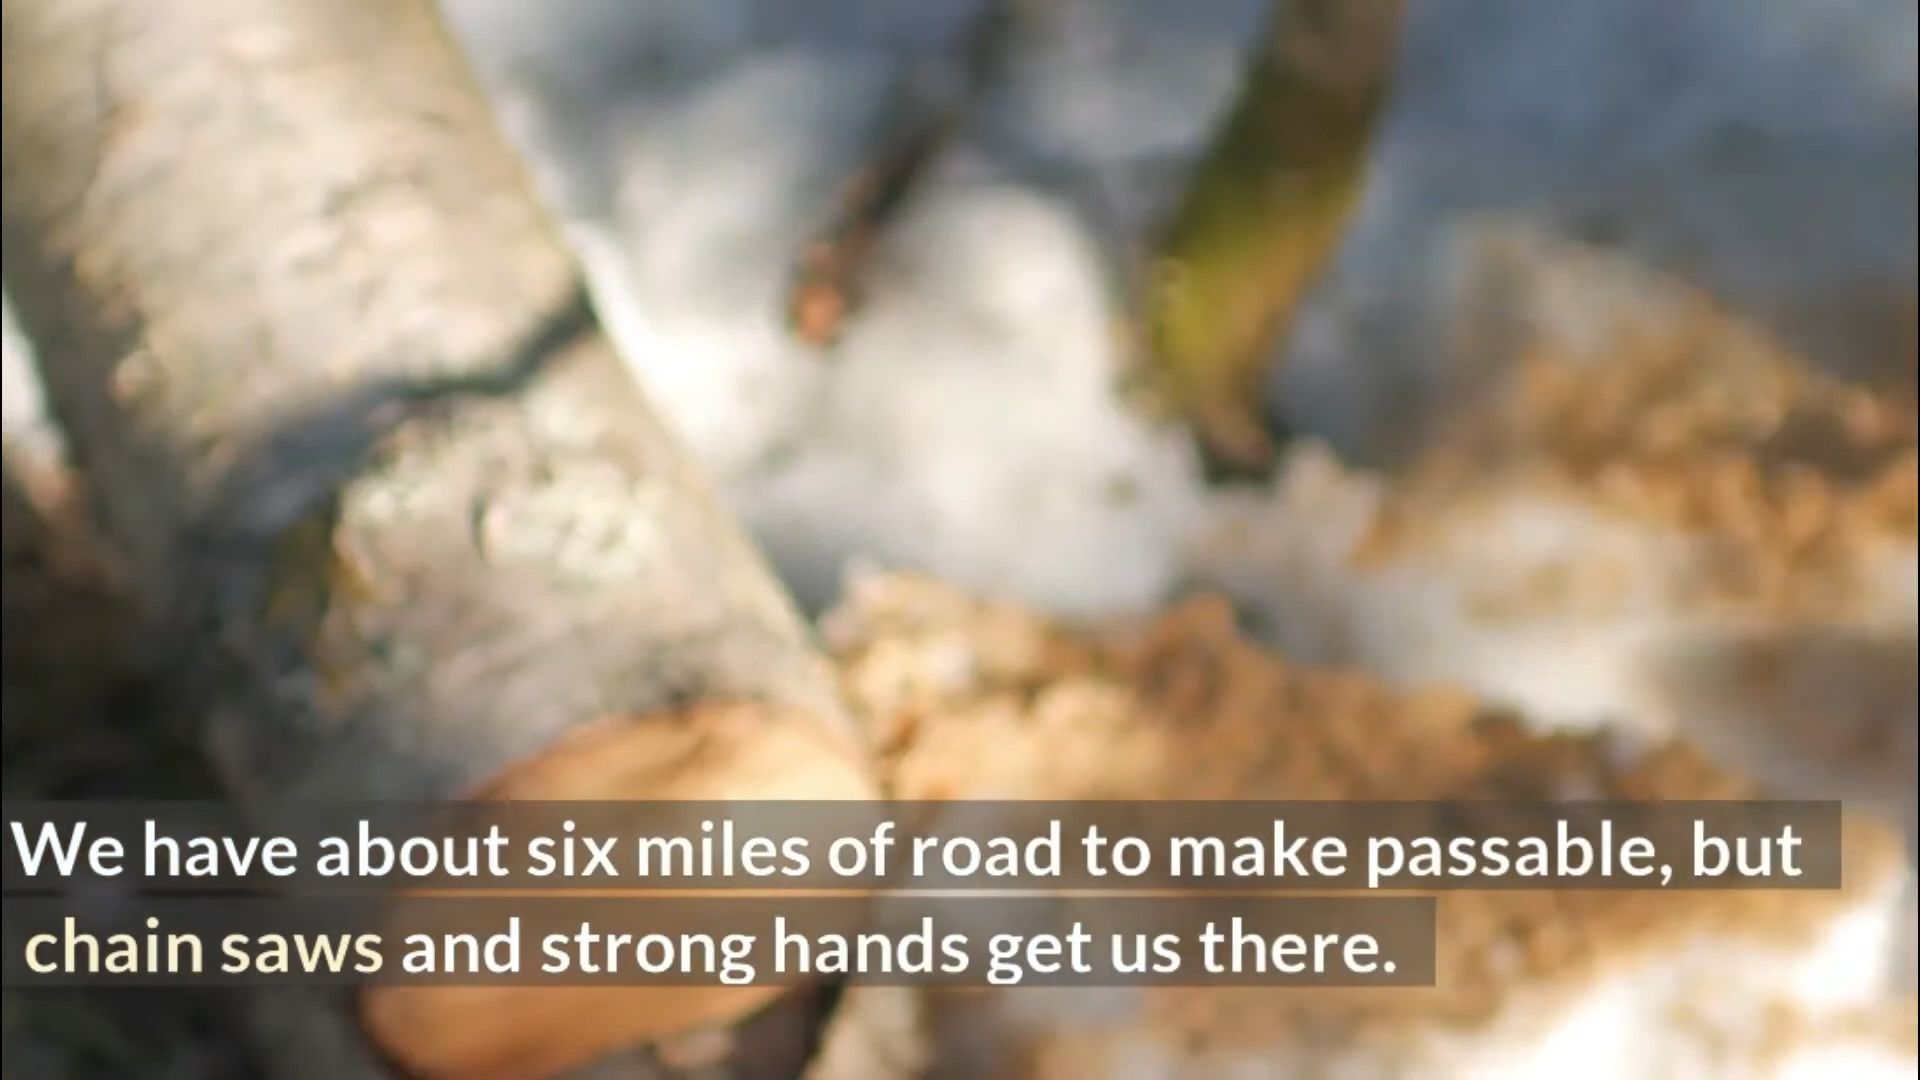 We have about six miles of road to make passable, but
chain saws and strong hands get us there.